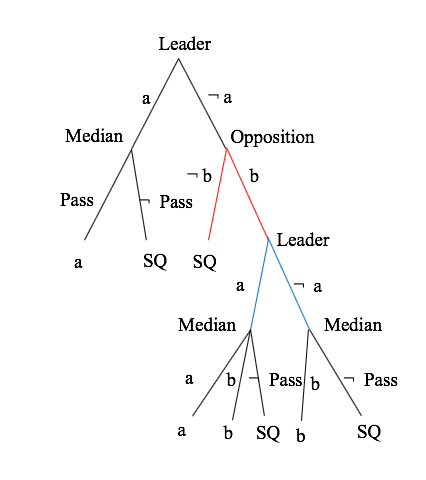 Leader
a ¬ a
Median Opposition
¬ b b
Pass ¬ Pass
a SQ SQ
Leader
a ¬ a
Median Median
a b ¬ Pass b ¬ Pass
a b SQ b SQ